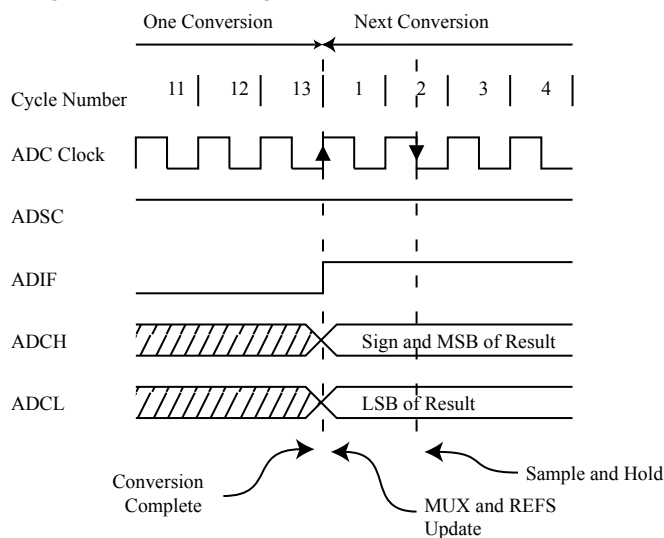 One Conversion Next Conversion
Cycle Number 11 12 13 1 2 3 4
ADC Clock
ADSC
ADIF
ADCH Sign and MSB of Result
ADCL LSB of Result
Conversion
Complete
MUX and REFS
Update
Sample and Hold